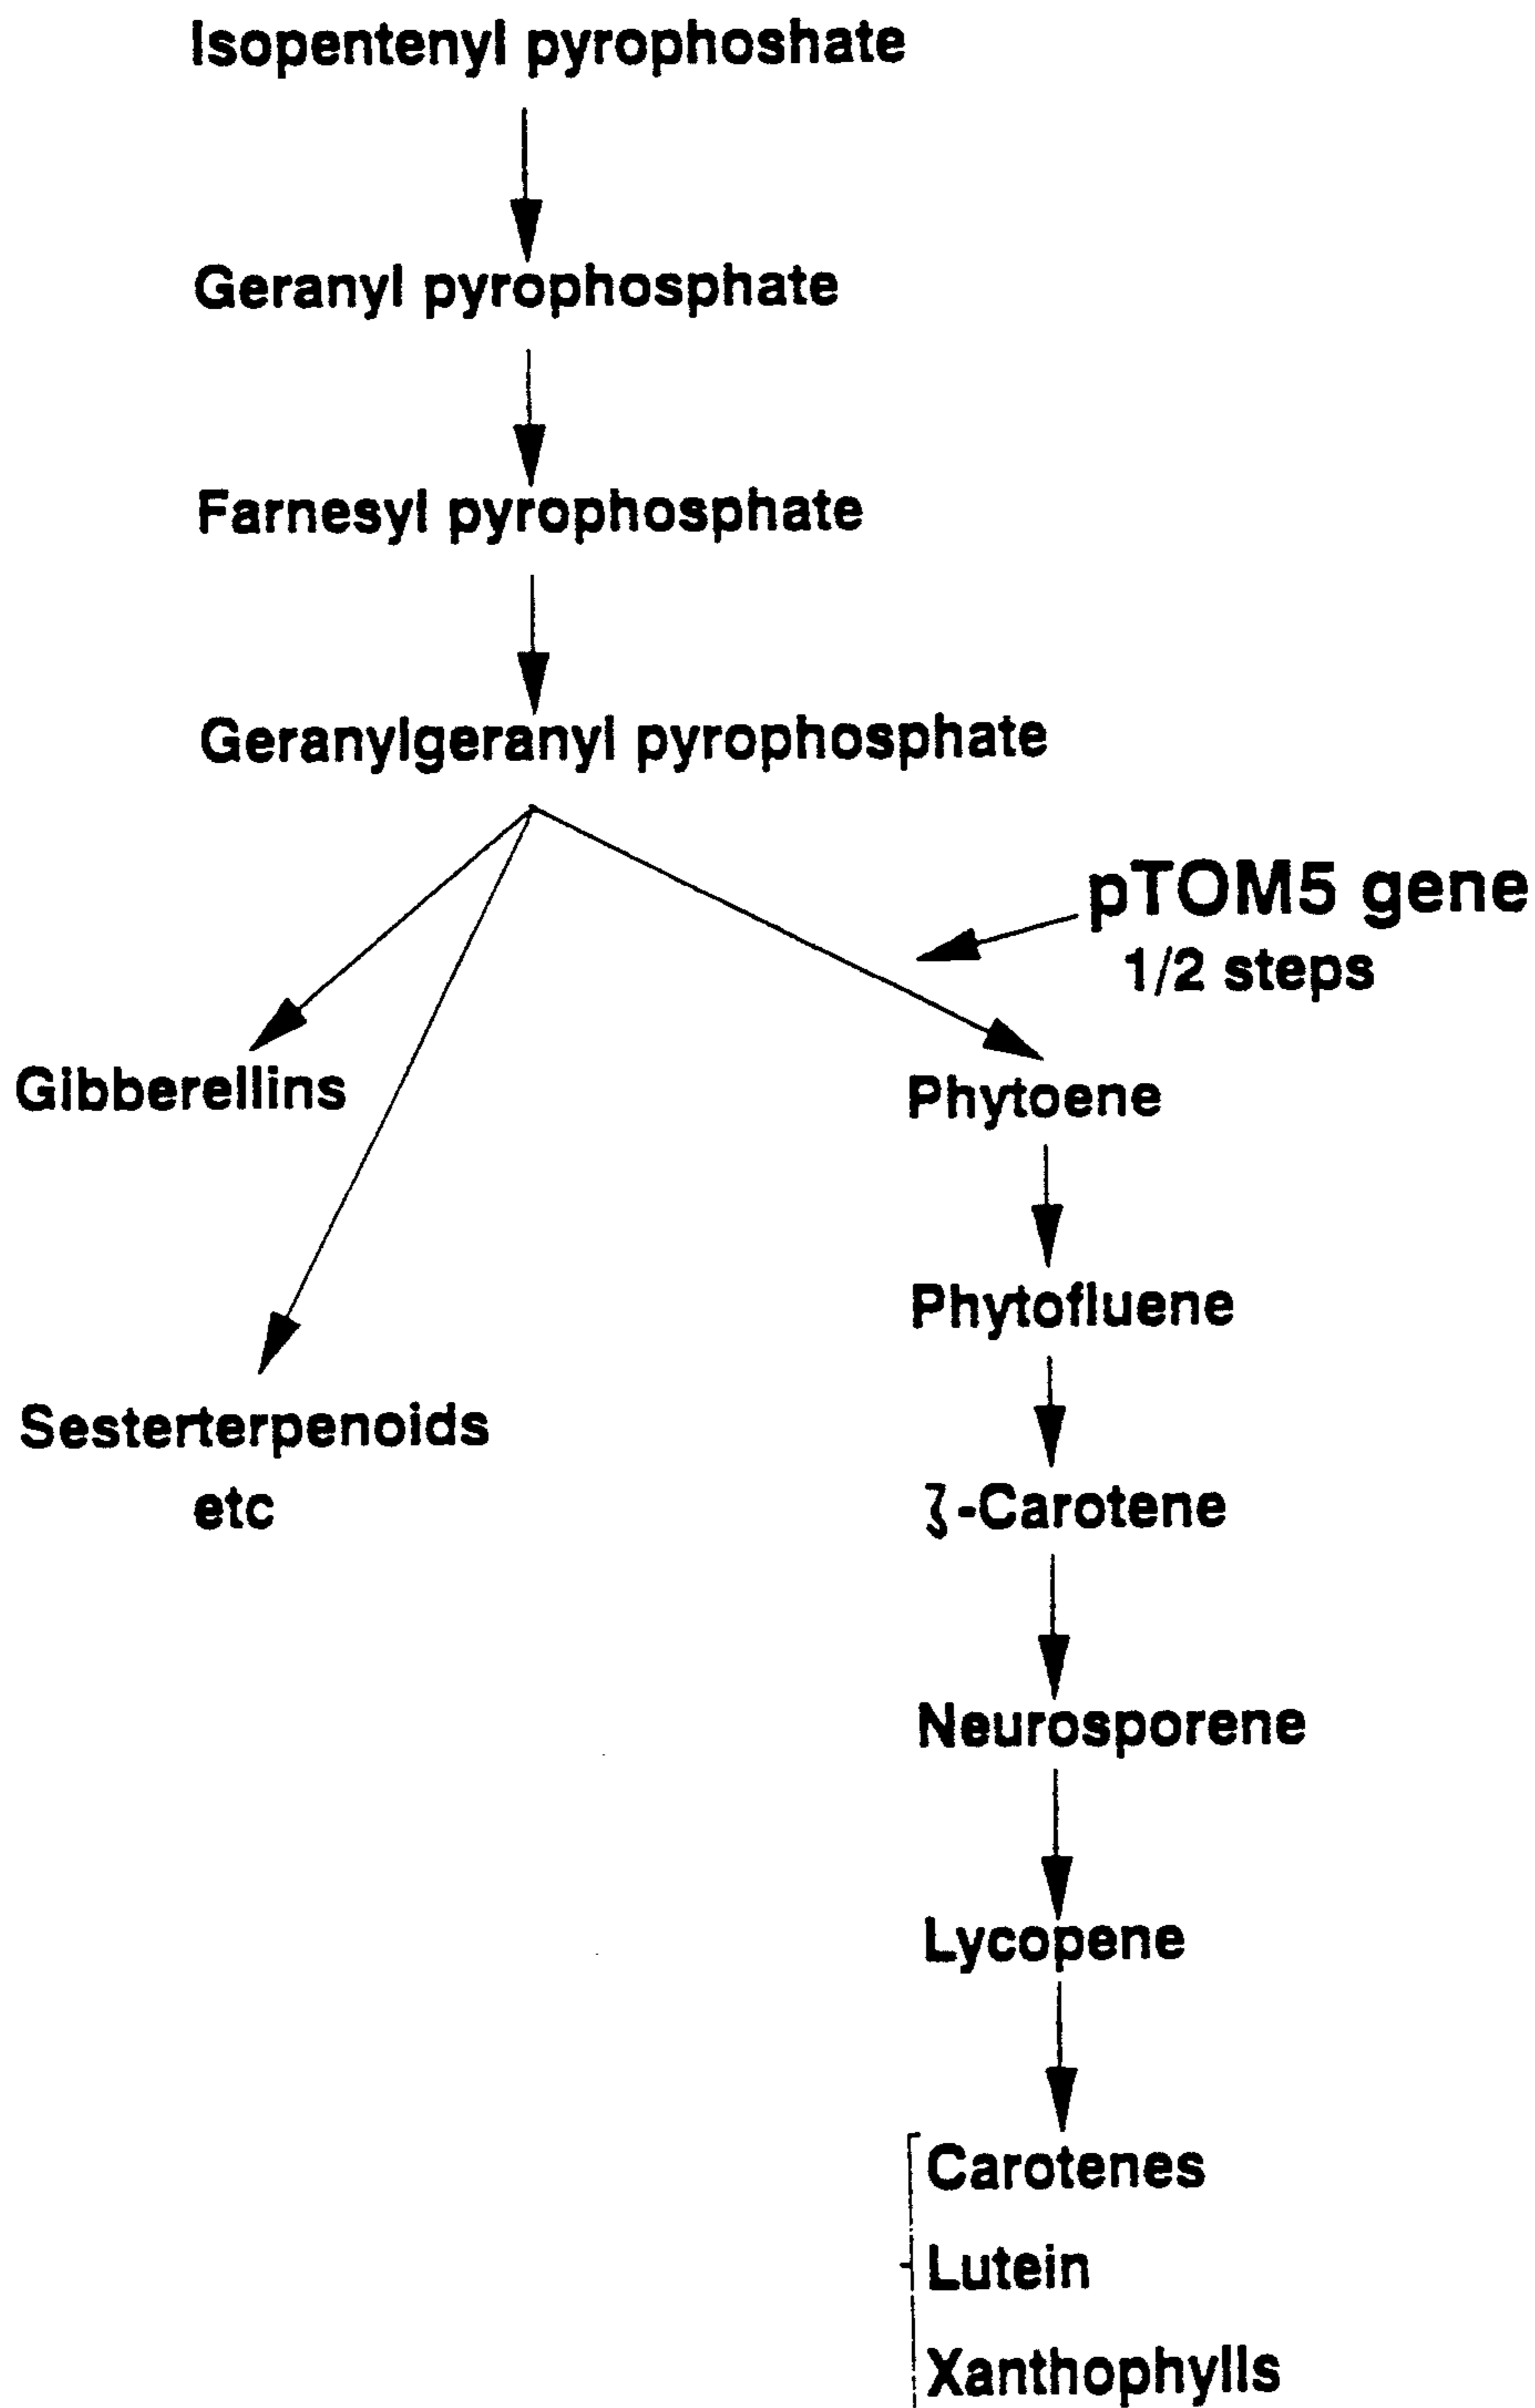 Isopentenyl pyrophoshate
Geranyl pyrophosphate
Farnesyl pyrophosphate
Geranylgeranyl pyrophosphate
pTOM5 gene
1/2 steps
Gibberellins
Phytoene
Phytofluene
Sesterterpenoids
etc
ζ-Carotene
Neurosporene
Lycopene
Carotenes
Lutein
Xanthophylls